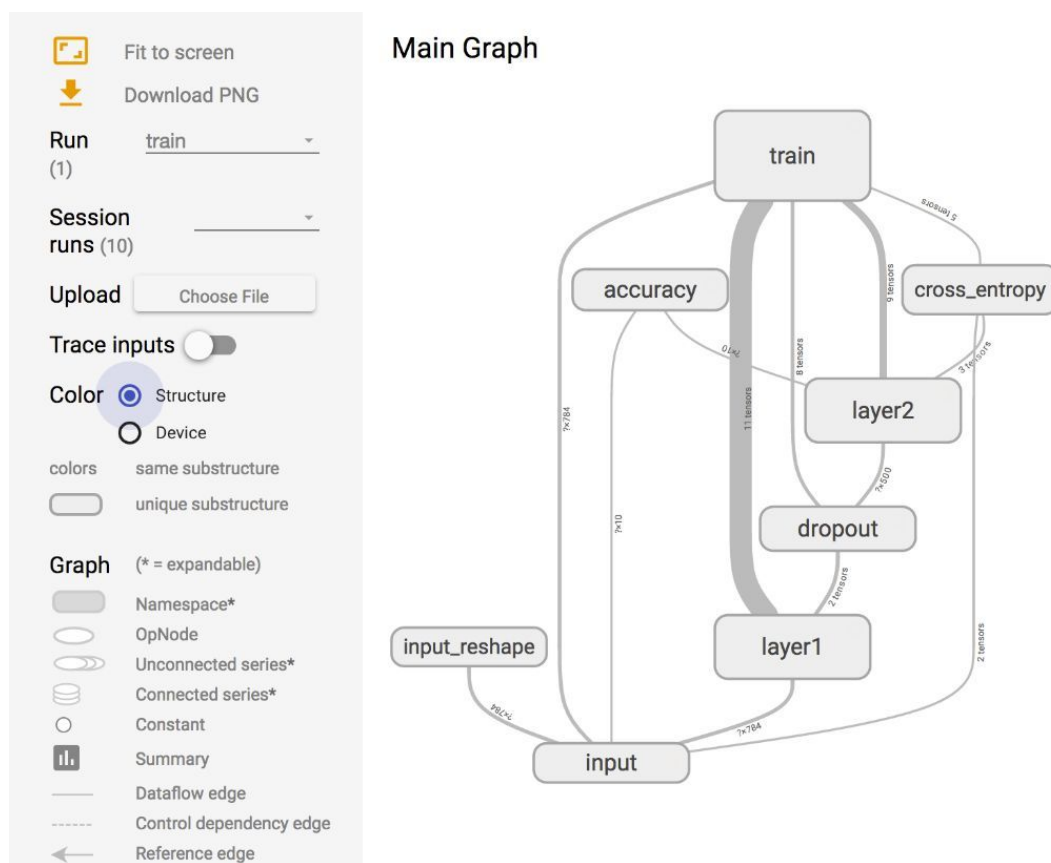 Fit to screen
Download PNG
Run
(1)
train
Session
runs (10)
Upload
Choose File
Trace inputs
Color
Structure
Device
colors
same substructure
unique substructure
Graph
(* = expandable)
Namespace*
OpNode
Unconnected series*
Connected series*
Constant
Summary
Dataflow edge
Control dependency edge
Reference edge
Main Graph
train
5 tensors
accuracy
9 tensors
cross_entropy
?×10
8 tensors
3 tensors
?×784
11 tensors
layer2
?×500
?×10
dropout
2 tensors
input_reshape
layer1
2 tensors
?×784
?×784
input